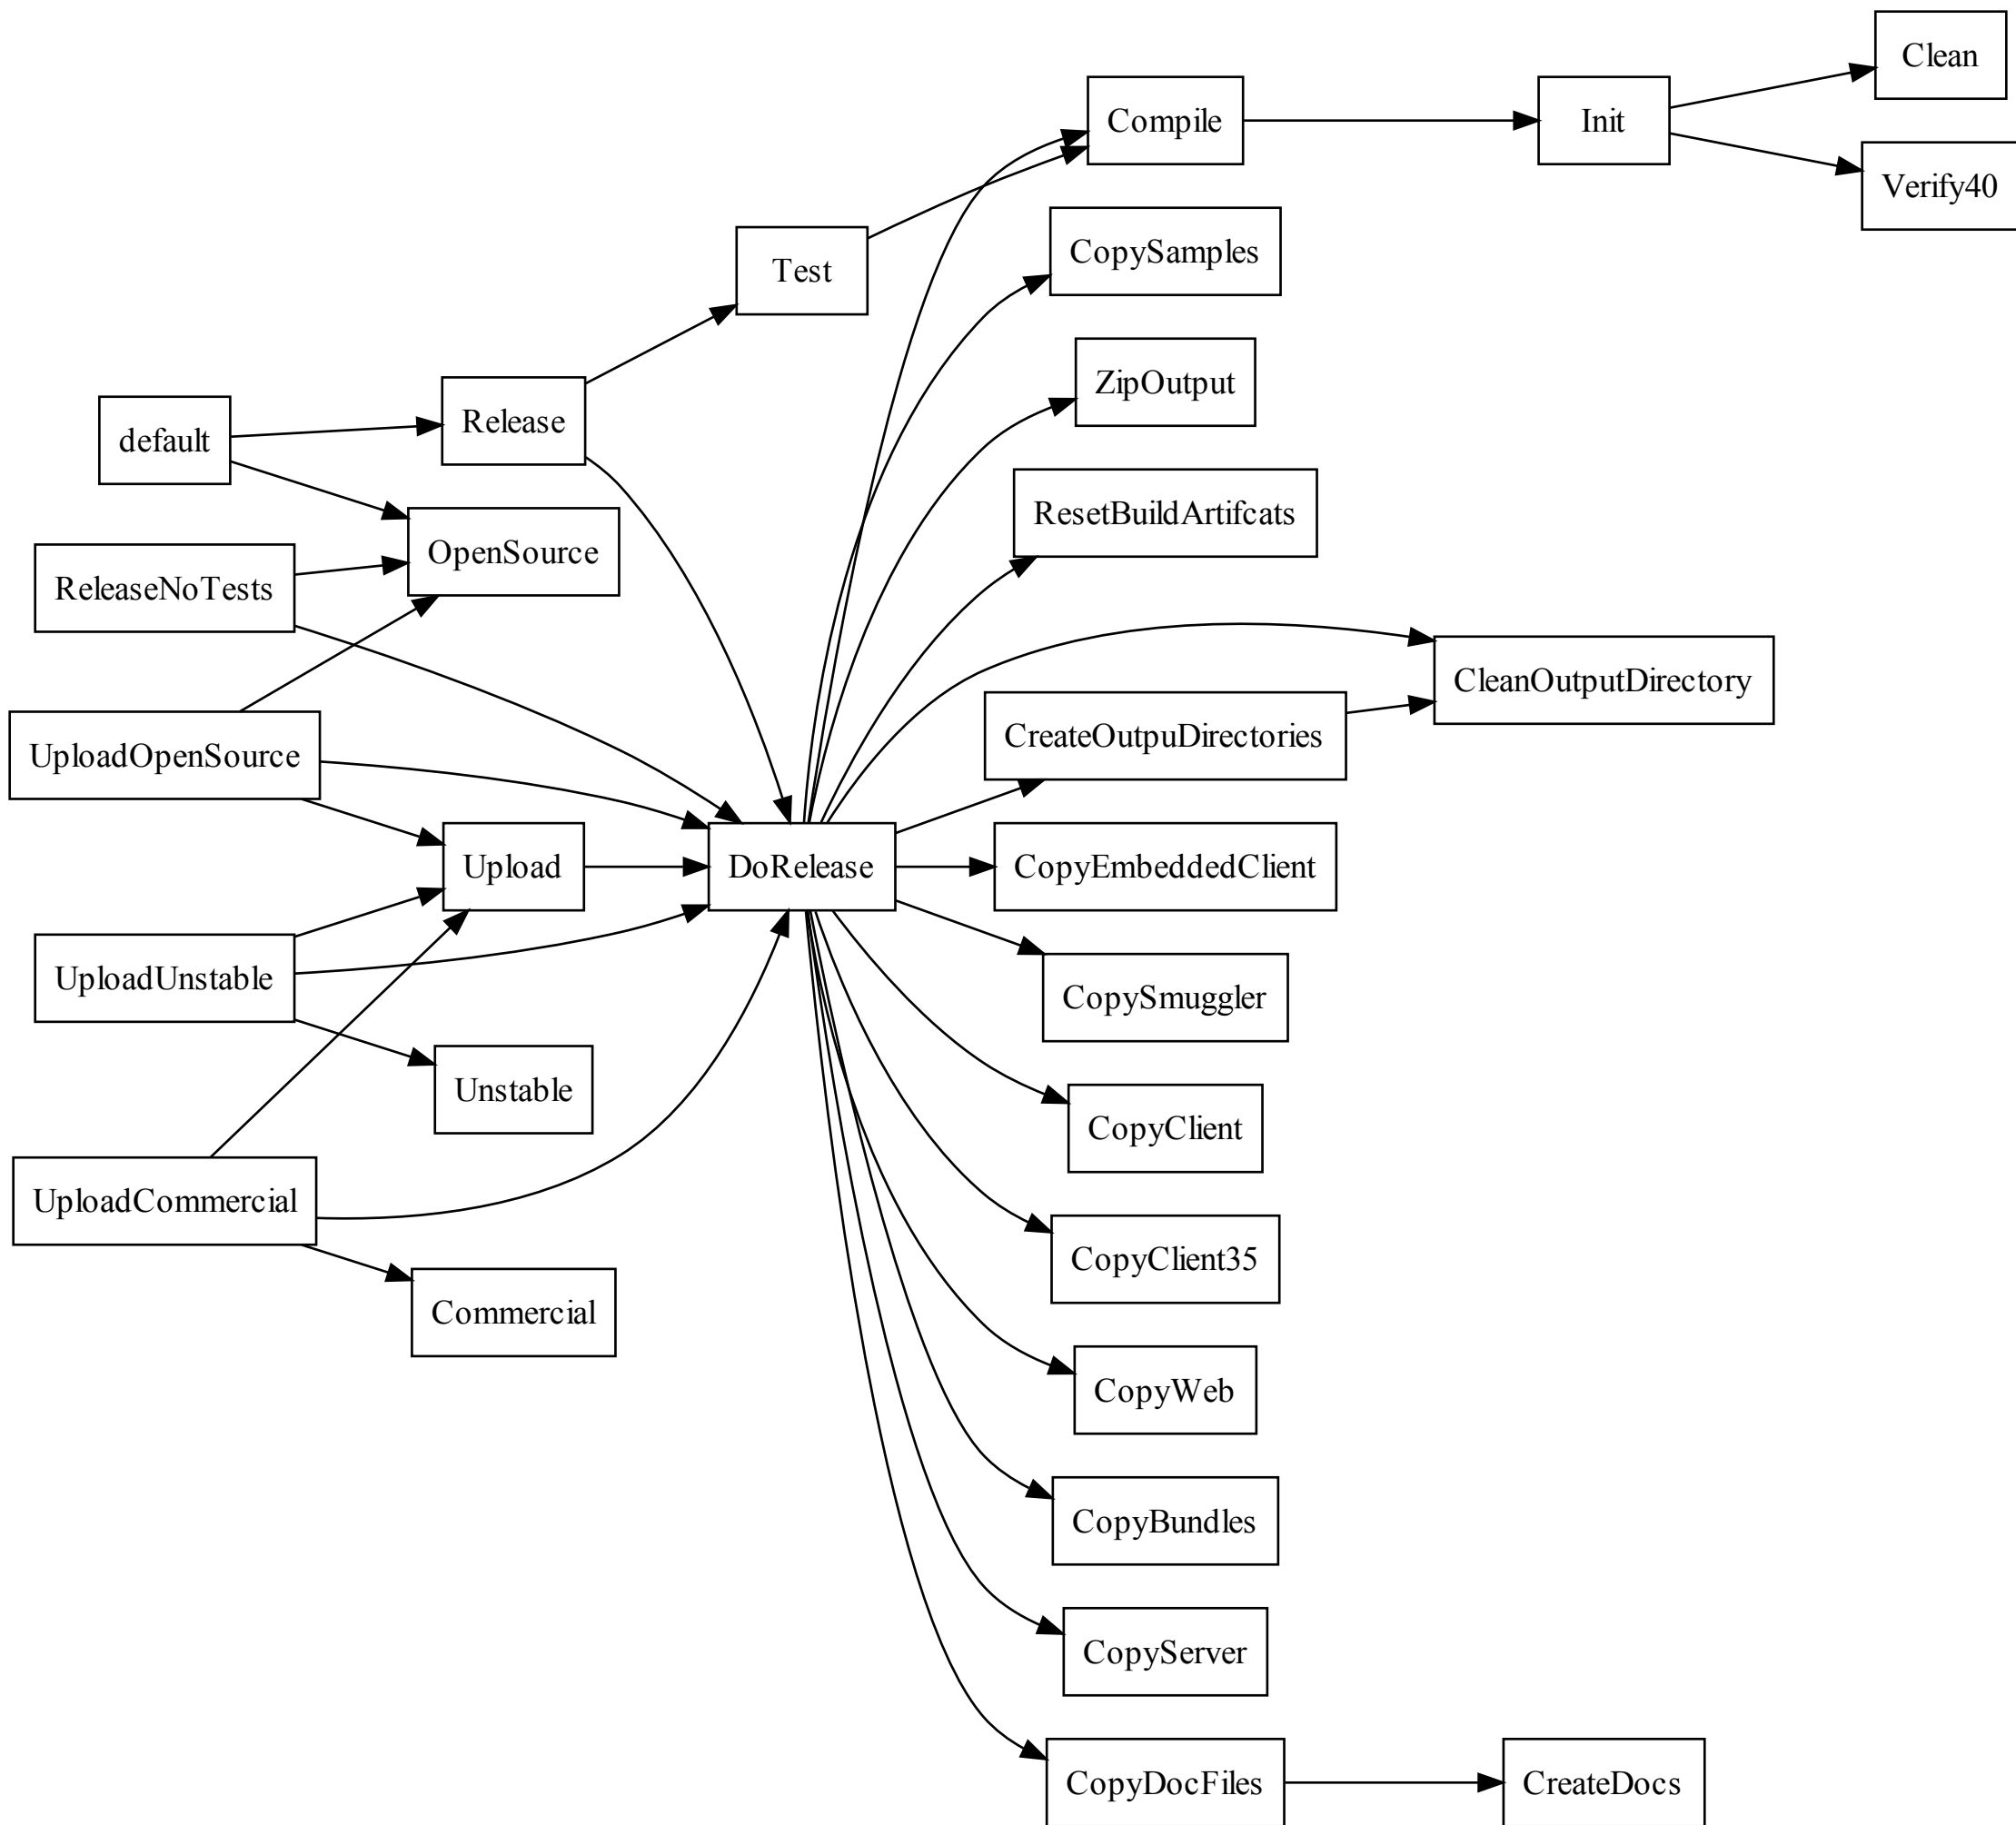 Clean
Compile
Init
Verify40
CopySamples
Test
ZipOutput
Release
default
ResetBuildArtifcats
OpenSource
ReleaseNoTests
CleanOutputDirectory
CreateOutpuDirectories
UploadOpenSource
Upload
DoRelease
CopyEmbeddedClient
UploadUnstable
CopySmuggler
Unstable
CopyClient
UploadCommercial
CopyClient35
Commercial
CopyWeb
CopyBundles
CopyServer
CopyDocFiles
CreateDocs